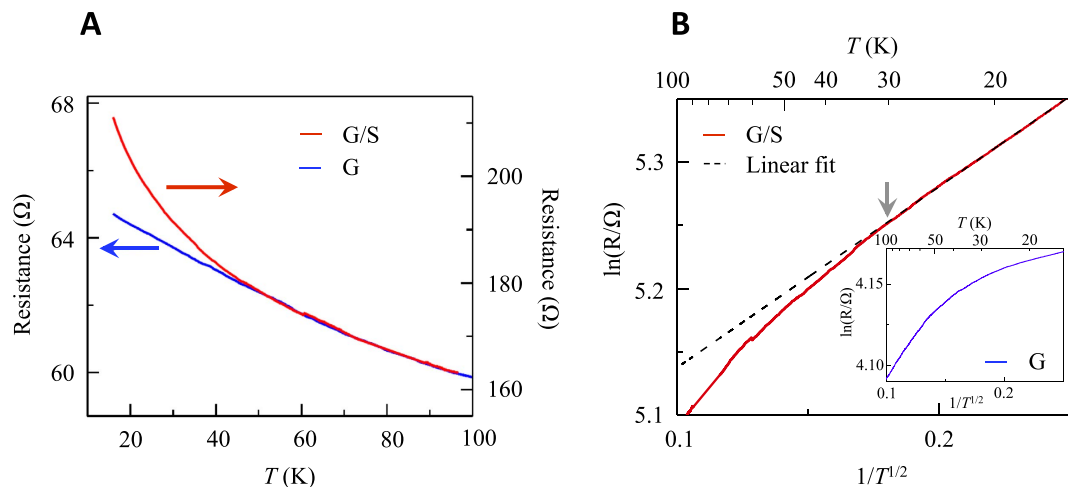 A
68
64
60
Resistance (Ω)
G/S
G
200
180
160
Resistance (Ω)
20
40
60
80
100
T (K)
B
T (K)
100
50
40
30
20
G/S
Linear fit
5.3
5.2
5.1
ln(R/Ω)
0.1
0.2
1/T^1/2
T (K)
100
50
30
20
4.15
4.10
ln(R/Ω)
G
0.1
0.2
1/T^1/2